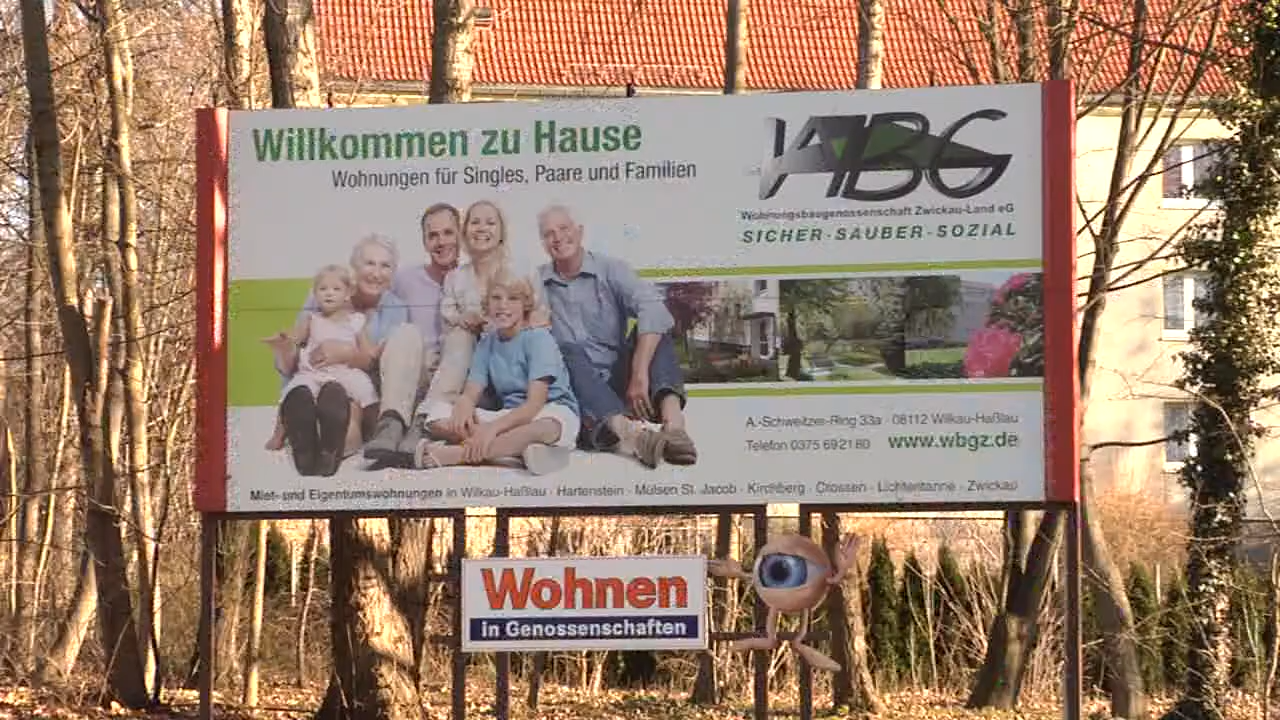 Willkommen zu Hause
Wohnungen für Singles, Paare und Familien
WBG
Wohnungsbaugenossenschaft Zwickau-Land eG
SICHER-SAUBER-SOZIAL
A.-Schweitzer-Ring 33a · 08112 Wilkau-Haßlau
Telefon 0375 692180 www.wbgz.de
Miet- und Eigentumswohnungen in Wilkau-Haßlau · Hartenstein · Mülsen St. Jacob · Kirchberg · Crossen · Lichtentanne · Zwickau
Wohnen
in Genossenschaften